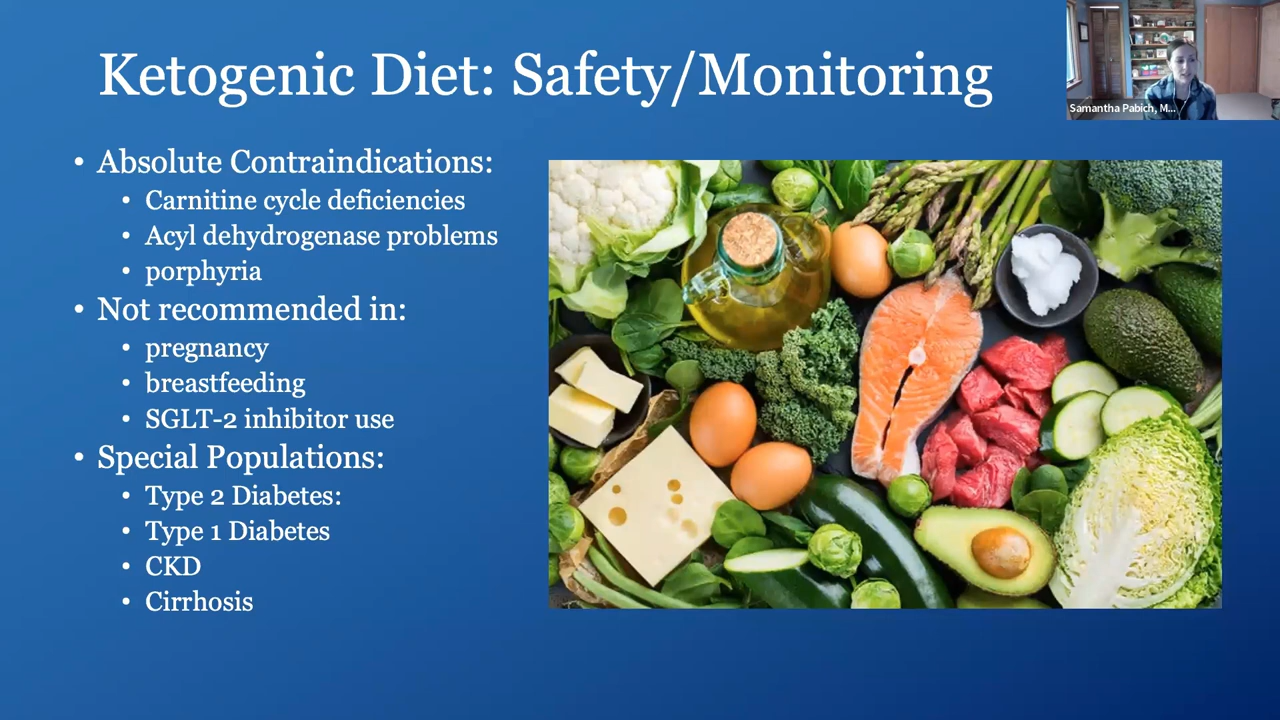 Ketogenic Diet: Safety/Monitoring
Samantha Pabich, M...
• Absolute Contraindications:
• Carnitine cycle deficiencies
• Acyl dehydrogenase problems
• porphyria
• Not recommended in:
• pregnancy
• breastfeeding
• SGLT-2 inhibitor use
• Special Populations:
• Type 2 Diabetes:
• Type 1 Diabetes
• CKD
• Cirrhosis